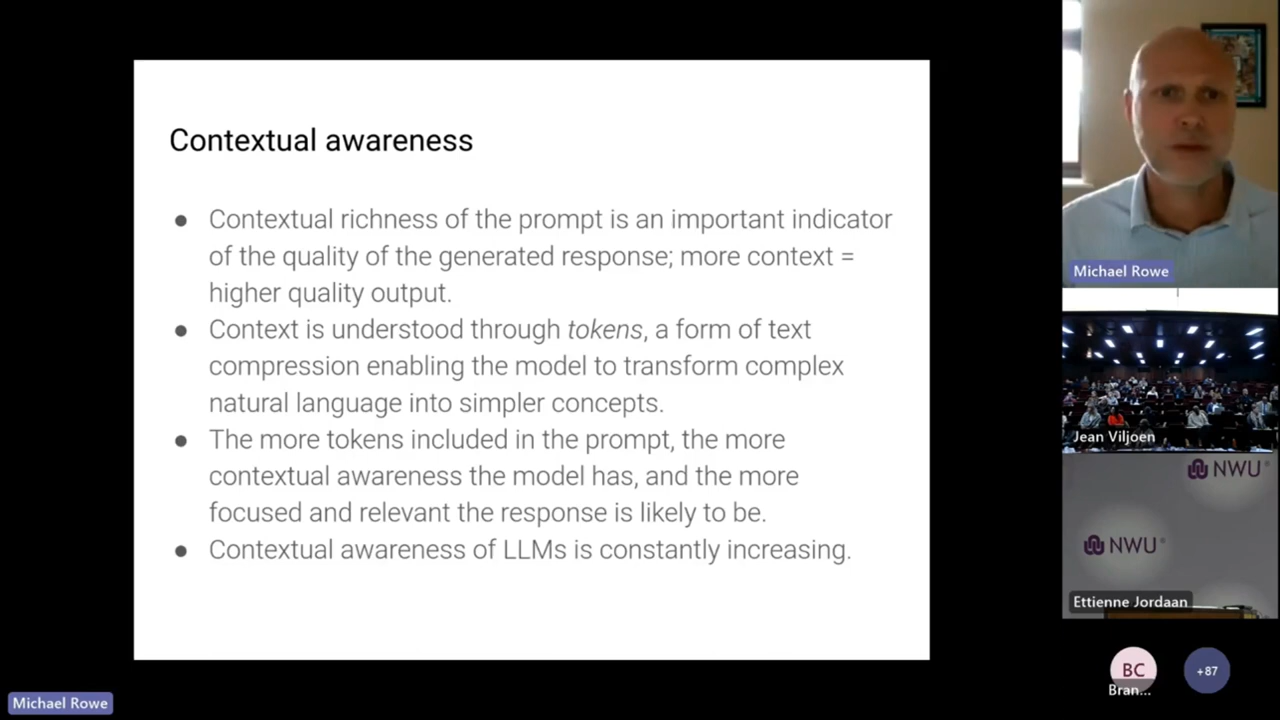 Contextual awareness
● Contextual richness of the prompt is an important indicator
of the quality of the generated response; more context =
higher quality output.
● Context is understood through tokens, a form of text
compression enabling the model to transform complex
natural language into simpler concepts.
● The more tokens included in the prompt, the more
contextual awareness the model has, and the more
focused and relevant the response is likely to be.
● Contextual awareness of LLMs is constantly increasing.
Michael Rowe
Jean Viljoen
NWU®
NWU®
Ettienne Jordaan
BC
Bran...
+87
Michael Rowe